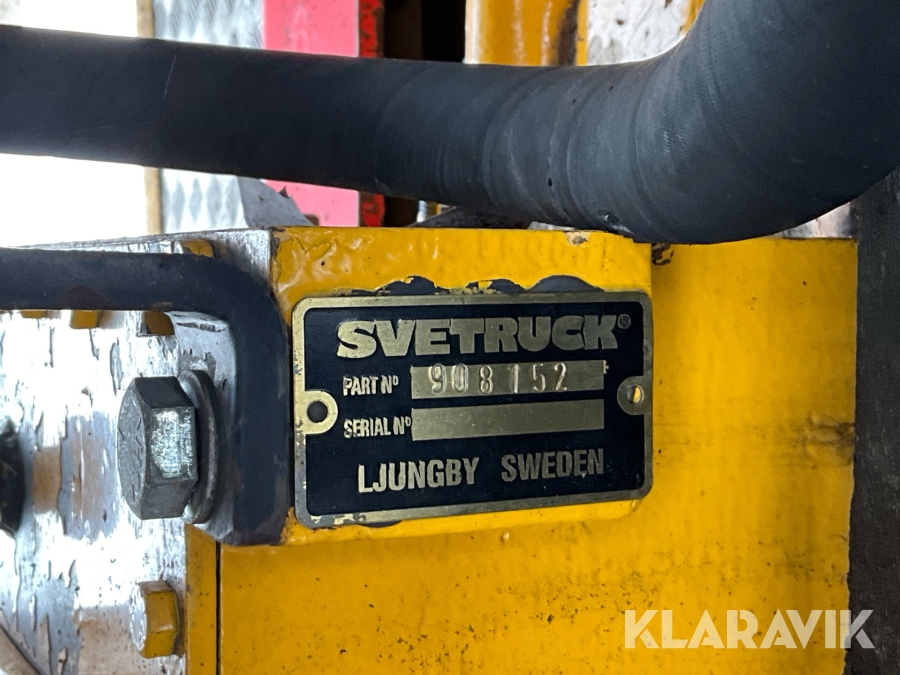 SVETRUCK®
PART Nº 908152
SERIAL Nº
LJUNGBY SWEDEN
KLARAVIK